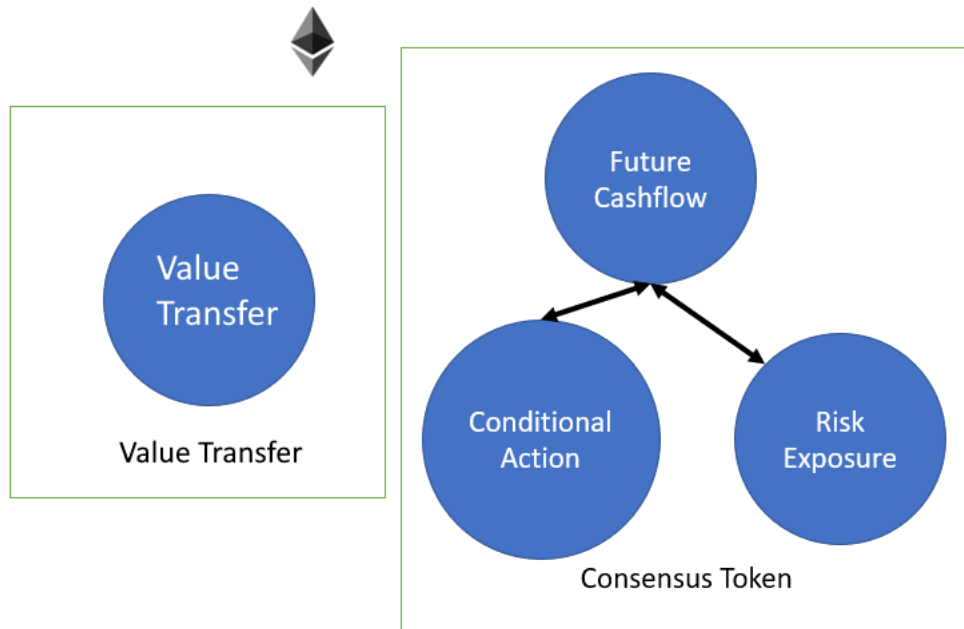 Value
Transfer
Value Transfer
Future
Cashflow
Conditional
Action
Risk
Exposure
Consensus Token